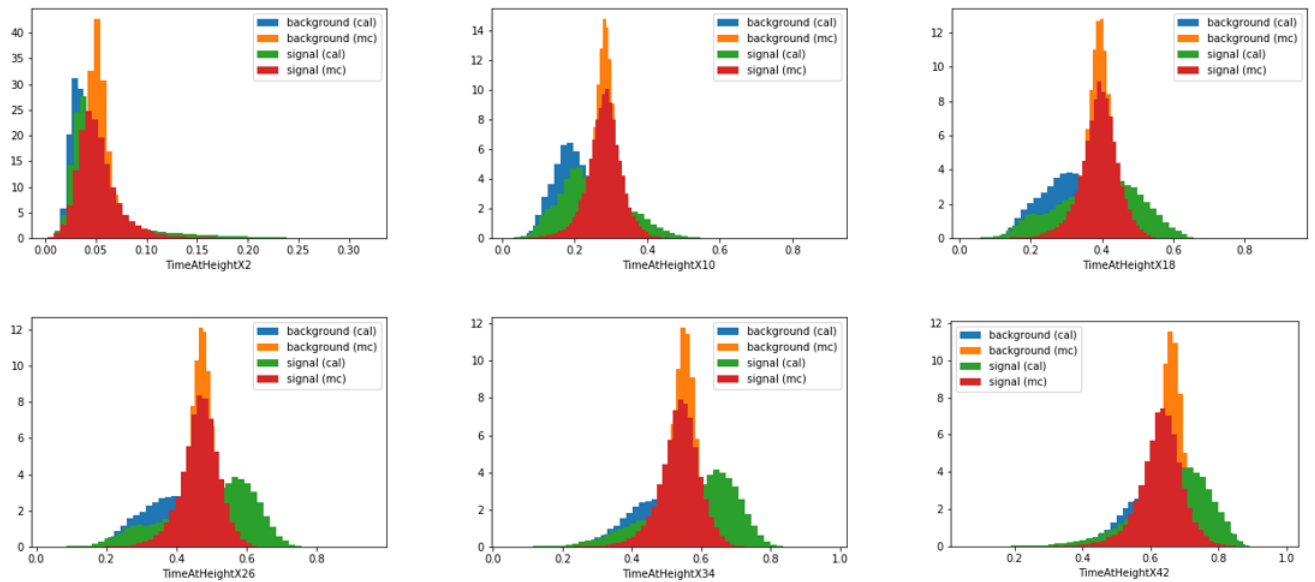 40
35
30
25
20
15
10
5
0
background (cal)
background (mc)
signal (cal)
signal (mc)
0.00 0.05 0.10 0.15 0.20 0.25 0.30
TimeAtHeightX2
14
12
10
8
6
4
2
0
background (cal)
background (mc)
signal (cal)
signal (mc)
0.0 0.2 0.4 0.6 0.8
TimeAtHeightX10
12
10
8
6
4
2
0
background (cal)
background (mc)
signal (cal)
signal (mc)
0.0 0.2 0.4 0.6 0.8
TimeAtHeightX18
12
10
8
6
4
2
0
background (cal)
background (mc)
signal (cal)
signal (mc)
0.0 0.2 0.4 0.6 0.8
TimeAtHeightX26
12
10
8
6
4
2
0
background (cal)
background (mc)
signal (cal)
signal (mc)
0.0 0.2 0.4 0.6 0.8 1.0
TimeAtHeightX34
12
10
8
6
4
2
0
background (cal)
background (mc)
signal (cal)
signal (mc)
0.2 0.4 0.6 0.8 1.0
TimeAtHeightX42